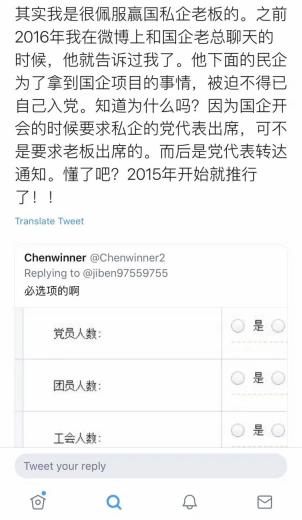 其实我是很佩服赢国私企老板的。之前
2016年我在微博上和国企老总聊天的
时候，他就告诉过我了。他下面的民企
为了拿到国企项目的事情，被迫不得已
自己入党。知道为什么吗？因为国企开
会的时候要求私企的党代表出席，可不
是要求老板出席的。而后是党代表转达
通知。懂了吧？2015年开始就推行
了！！
Translate Tweet
Chenwinner @Chenwinner2
Replying to @jiben97559755
必选项的啊
党员人数： 是
团员人数： 是
工会人数： 是
Tweet your reply